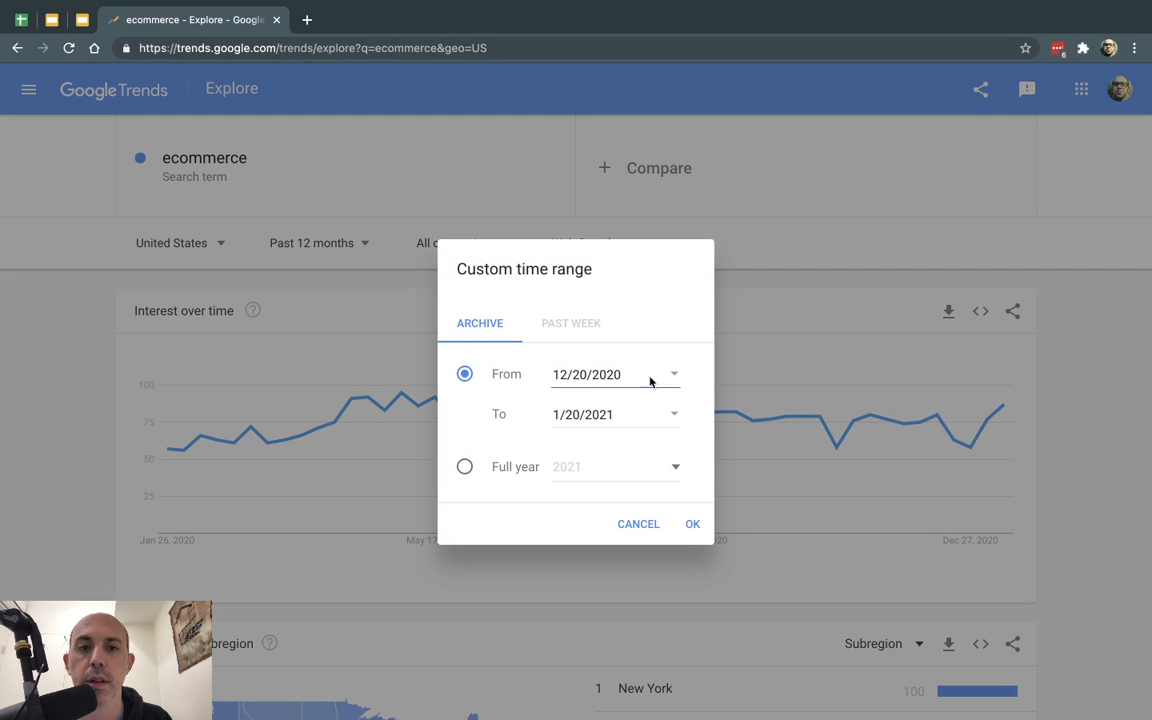 ecommerce - Explore - Google
https://trends.google.com/trends/explore?q=ecommerce&geo=US
6
Google Trends
Explore
ecommerce
Search term
+ Compare
United States
Past 12 months
Custom time range
ARCHIVE
PAST WEEK
From 12/20/2020
To 1/20/2021
Full year 2021
CANCEL
OK
Interest over time
100
75
50
25
Jan 26, 2020
Dec 27, 2020
Subregion
1 New York 100